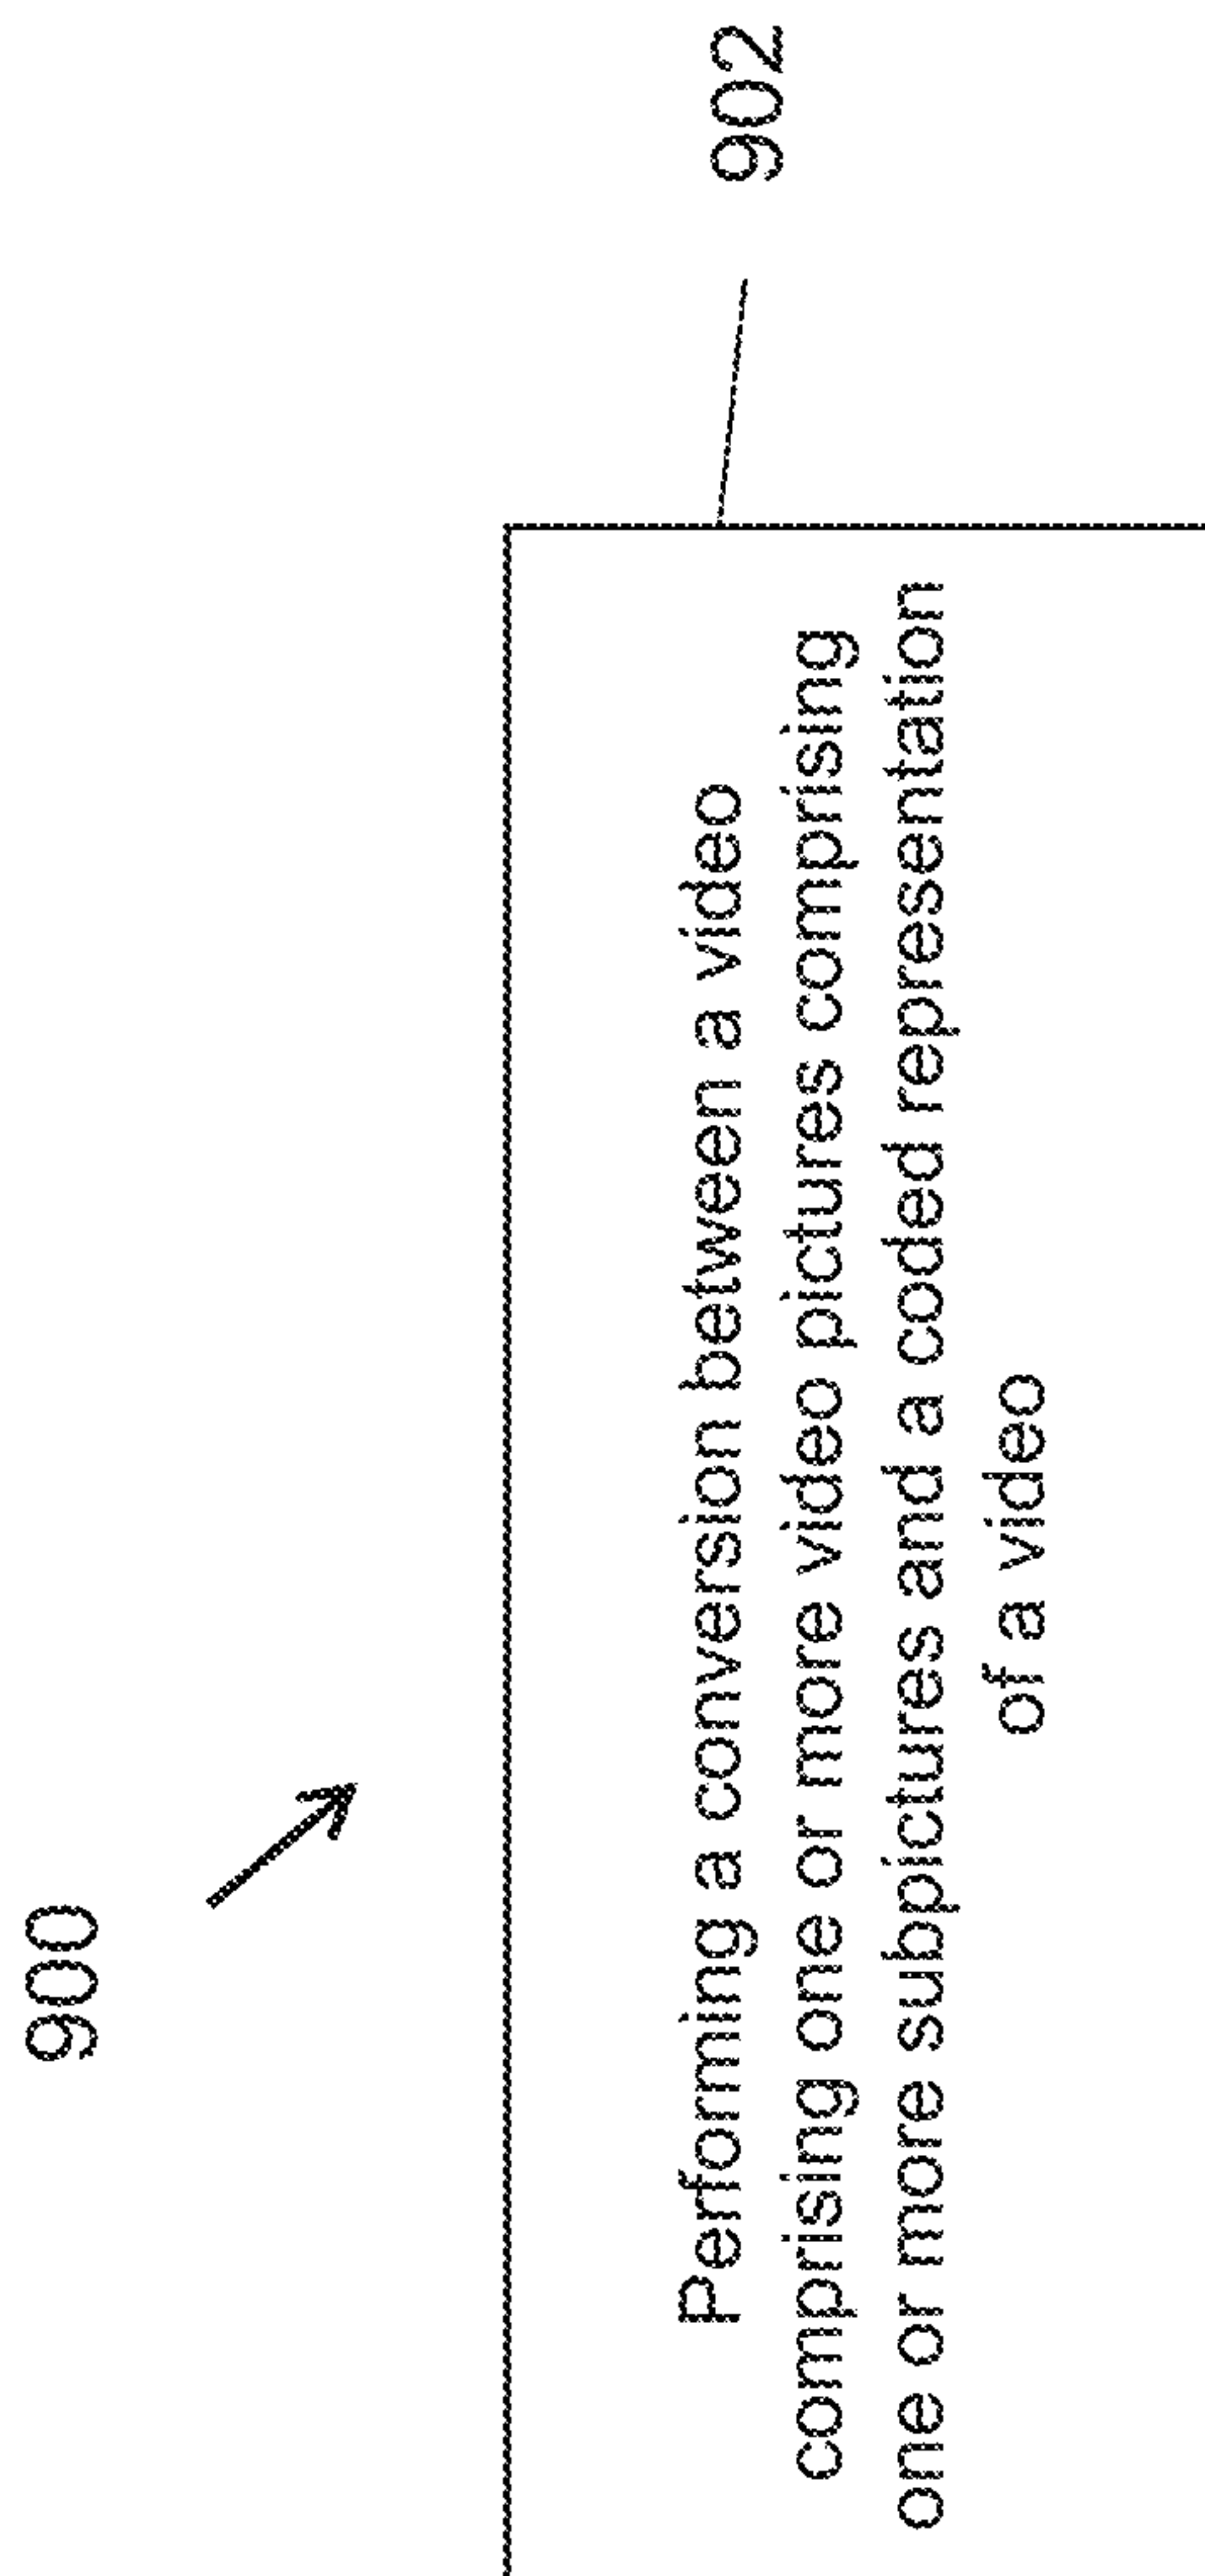 900
902
Performing a conversion between a video
comprising one or more video pictures comprising
one or more subpictures and a coded representation
of a video